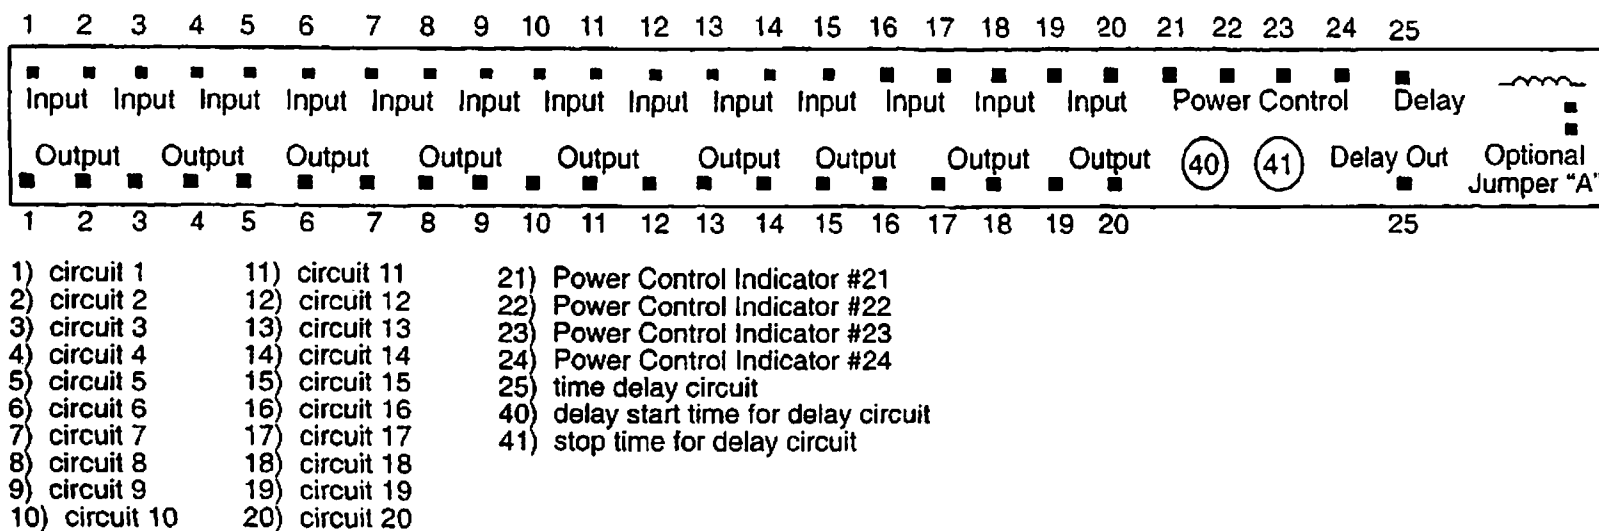 1 2 3 4 5 6 7 8 9 10 11 12 13 14 15 16 17 18 19 20 21 22 23 24 25
Input Input Input Input Input Input Input Input Input Input Input Input Input Power Control Delay
Output Output Output Output Output Output Output Output Output 40 41 Delay Out Optional
Jumper "A"
1 2 3 4 5 6 7 8 9 10 11 12 13 14 15 16 17 18 19 20 25
1) circuit 1
2) circuit 2
3) circuit 3
4) circuit 4
5) circuit 5
6) circuit 6
7) circuit 7
8) circuit 8
9) circuit 9
10) circuit 10
11) circuit 11
12) circuit 12
13) circuit 13
14) circuit 14
15) circuit 15
16) circuit 16
17) circuit 17
18) circuit 18
19) circuit 19
20) circuit 20
21) Power Control Indicator #21
22) Power Control Indicator #22
23) Power Control Indicator #23
24) Power Control Indicator #24
25) time delay circuit
40) delay start time for delay circuit
41) stop time for delay circuit